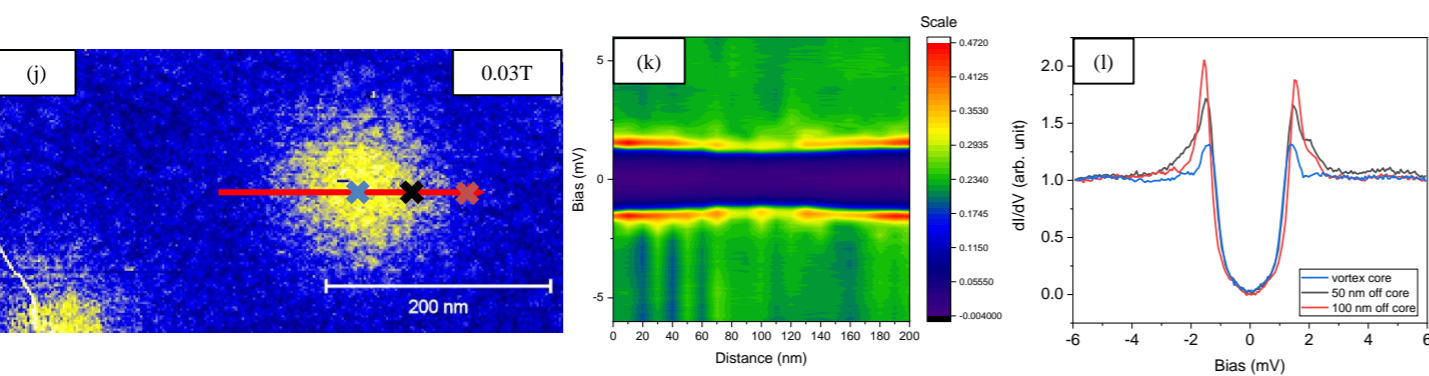 (j)
0.03T
200 nm
(k)
Bias (mV)
5
0
-5
0 20 40 60 80 100 120 140 160 180 200
Distance (nm)
Scale
0.4720
0.4125
0.3530
0.2935
0.2340
0.1745
0.1150
0.05550
-0.004000
(l)
dI/dV (arb. unit)
2.0
1.5
1.0
0.5
0.0
vortex core
50 nm off core
100 nm off core
-6 -4 -2 0 2 4 6
Bias (mV)